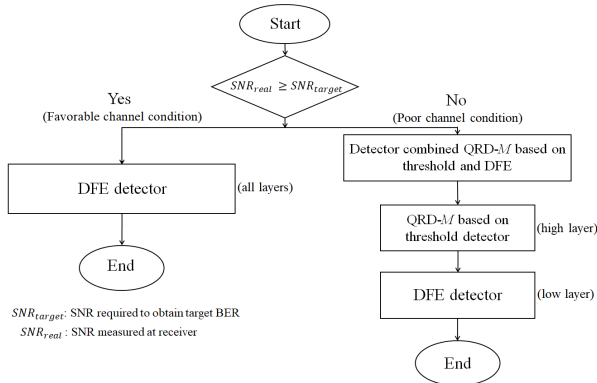 Start
SNR_real ≥ SNR_target
Yes
(Favorable channel condition)
No
(Poor channel condition)
DFE detector
(all layers)
End
Detector combined QRD-M based on
threshold and DFE
QRD-M based on
threshold detector
(high layer)
DFE detector
(low layer)
End
SNR_target: SNR required to obtain target BER
SNR_real: SNR measured at receiver